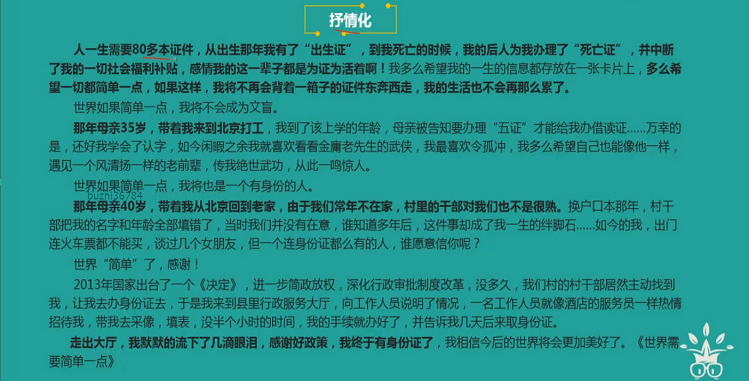 抒情化
人一生需要80多本证件，从出生那年我有了“出生证”，到我死亡的时候，我的后人为我办理了“死亡证”，并中断
了我的一切社会福利补贴，感情我的这一辈子都是为证为活着啊！我多么希望我的一生的信息都存放在一张卡片上，多么希
望一切都简单一点，如果这样，我将不再会背着一箱子的证件东奔西走，我的生活也不会再那么累了。
世界如果简单一点，我将不会成为文盲。
那年母亲35岁，带着我来到北京打工，我到了该上学的年龄，母亲被告知要办理“五证”才能给我办借读证……万幸的
是，还好我学会了认字，如今闲暇之余我就喜欢看看金庸老先生的武侠，我最喜欢令狐冲，我多么希望自己也能像他一样，
遇见一个风清扬一样的老前辈，传我绝世武功，从此一鸣惊人。
世界如果简单一点，我将也是一个有身份的人。
buzhi36784
那年母亲40岁，带着我从北京回到老家，由于我们常年不在家，村里的干部对我们也不是很熟。换户口本那年，村干
部把我的名字和年龄全部填错了，当时我们并没有在意，谁知道多年后，这件事却成了我一生的绊脚石……如今的我，出门
连火车票都不能买，谈过几个女朋友，但一个连身份证都么有的人，谁愿意信你呢？
世界“简单”了，感谢！
2013年国家出台了一个《决定》，进一步简政放权，深化行政审批制度改革，没多久，我们村的村干部居然主动找到
我，让我去办身份证去，于是我来到县里行政服务大厅，向工作人员说明了情况，一名工作人员就像酒店的服务员一样热情
招待我，带我去采像，填表，没半个小时的时间，我的手续就办好了，并告诉我几天后来取身份证。
走出大厅，我默默的流下了几滴眼泪，感谢好政策，我终于有身份证了，我相信今后的世界将会更加美好了。《世界需
要简单一点》